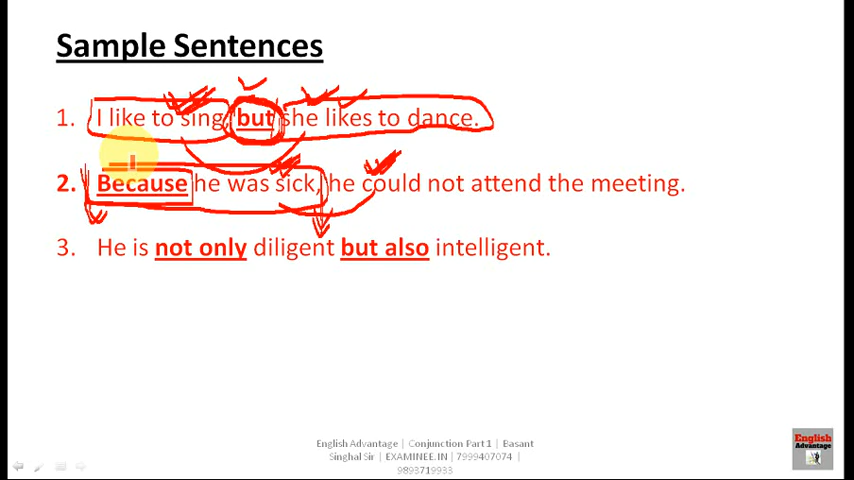 Sample Sentences
1. I like to sing, but she likes to dance.
2. Because he was sick, he could not attend the meeting.
3. He is not only diligent but also intelligent.
English Advantage | Conjunction Part 1 | Basant
Singhal Sir | EXAMINEE.IN | 7999407074 |
9893719933
English
Advantage